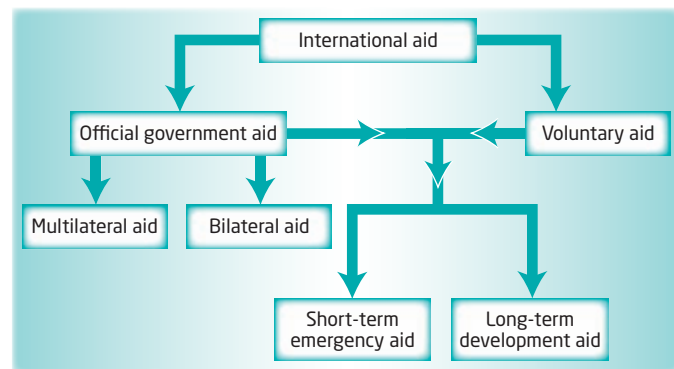 International aid
Official government aid
Voluntary aid
Multilateral aid
Bilateral aid
Short-term
emergency aid
Long-term
development aid